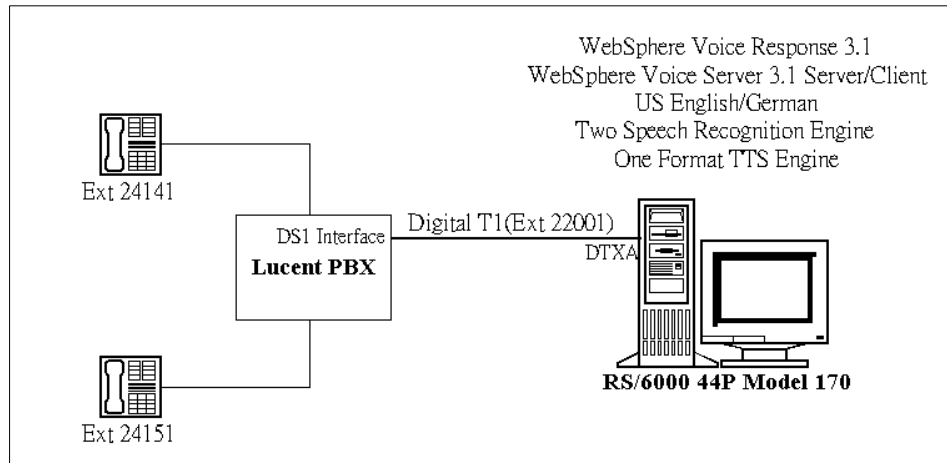 WebSphere Voice Response 3.1
WebSphere Voice Server 3.1 Server/Client
US English/German
Two Speech Recognition Engine
One Format TTS Engine
Ext 24141
DS1 Interface
Lucent PBX
Digital T1(Ext 22001)
DTXA
RS/6000 44P Model 170
Ext 24151